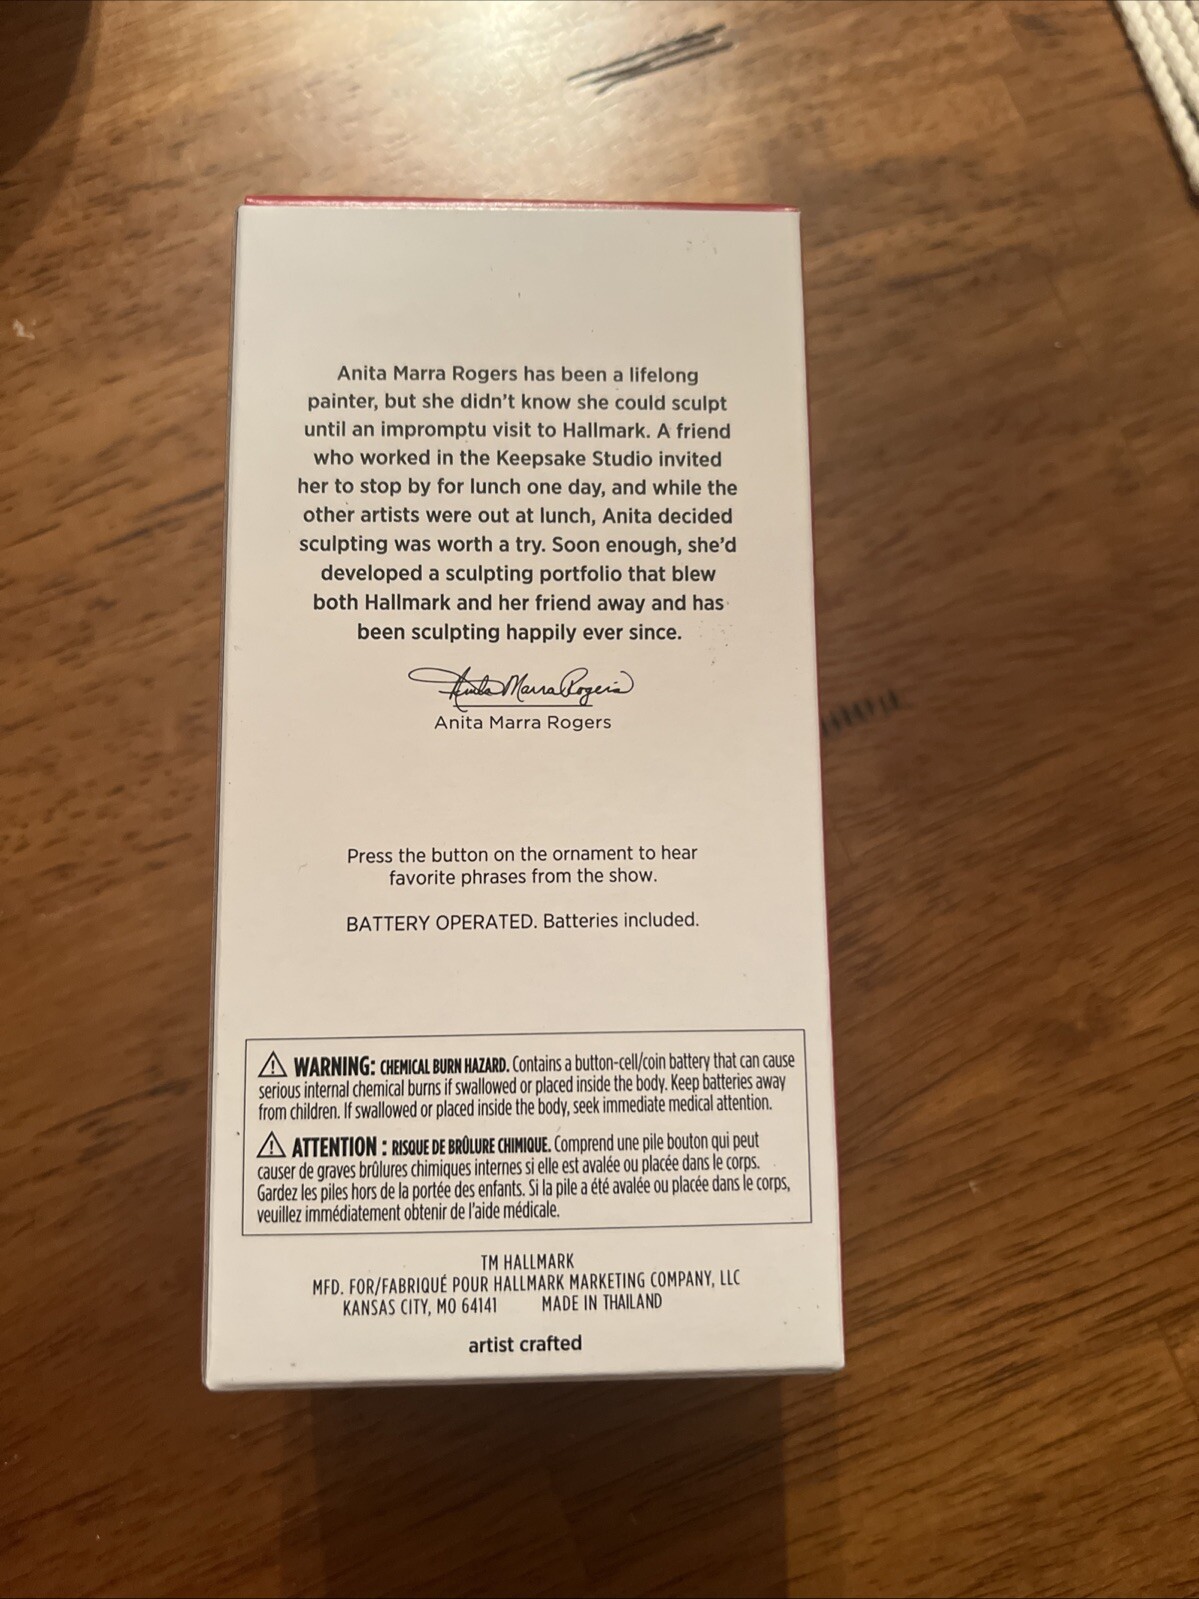 Anita Marra Rogers has been a lifelong
painter, but she didn't know she could sculpt
until an impromptu visit to Hallmark. A friend
who worked in the Keepsake Studio invited
her to stop by for lunch one day, and while the
other artists were out at lunch, Anita decided
sculpting was worth a try. Soon enough, she'd
developed a sculpting portfolio that blew
both Hallmark and her friend away and has
been sculpting happily ever since.
Anita Marra Rogers
Anita Marra Rogers
Press the button on the ornament to hear
favorite phrases from the show.
BATTERY OPERATED. Batteries included.
⚠ WARNING: CHEMICAL BURN HAZARD. Contains a button-cell/coin battery that can cause
serious internal chemical burns if swallowed or placed inside the body. Keep batteries away
from children. If swallowed or placed inside the body, seek immediate medical attention.
⚠ ATTENTION : RISQUE DE BRÛLURE CHIMIQUE. Comprend une pile bouton qui peut
causer de graves brûlures chimiques internes si elle est avalée ou placée dans le corps.
Gardez les piles hors de la portée des enfants. Si la pile a été avalée ou placée dans le corps,
veuillez immédiatement obtenir de l'aide médicale.
TM HALLMARK
MFD. FOR/FABRIQUÉ POUR HALLMARK MARKETING COMPANY, LLC
KANSAS CITY, MO 64141 MADE IN THAILAND
artist crafted